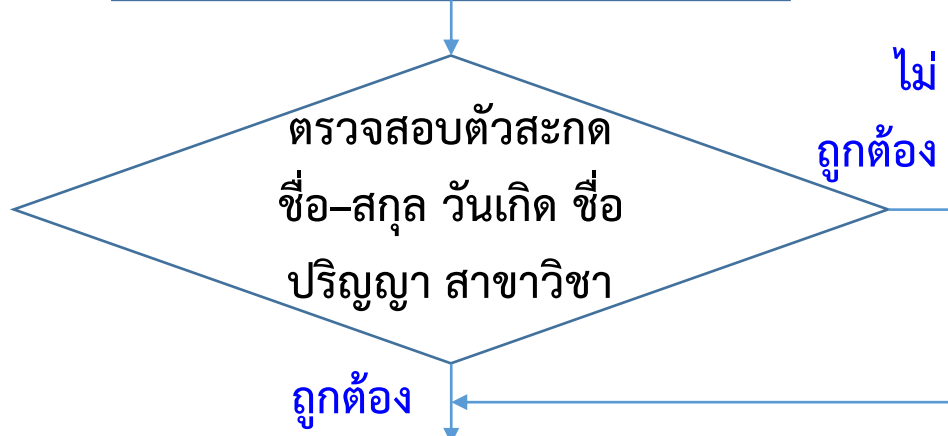 ไม่
ถูกต้อง
ตรวจสอบตัวสะกด
ชื่อ–สกุล วันเกิด ชื่อ
ปริญญา สาขาวิชา
ถูกต้อง